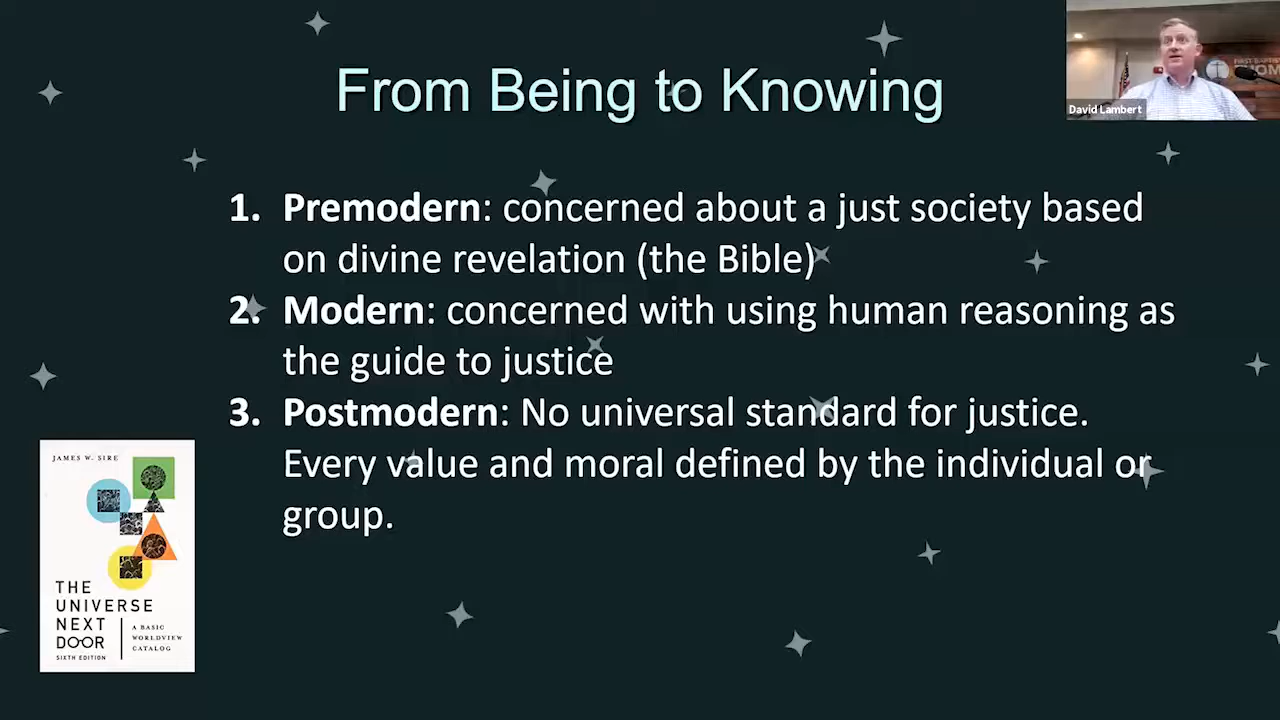 From Being to Knowing
David Lambert
1. Premodern: concerned about a just society based
on divine revelation (the Bible)
2. Modern: concerned with using human reasoning as
the guide to justice
3. Postmodern: No universal standard for justice.
Every value and moral defined by the individual or
group.
JAMES W. SIRE
THE
UNIVERSE
NEXT
DOOR
SIXTH EDITION
A BASIC
WORLDVIEW
CATALOG